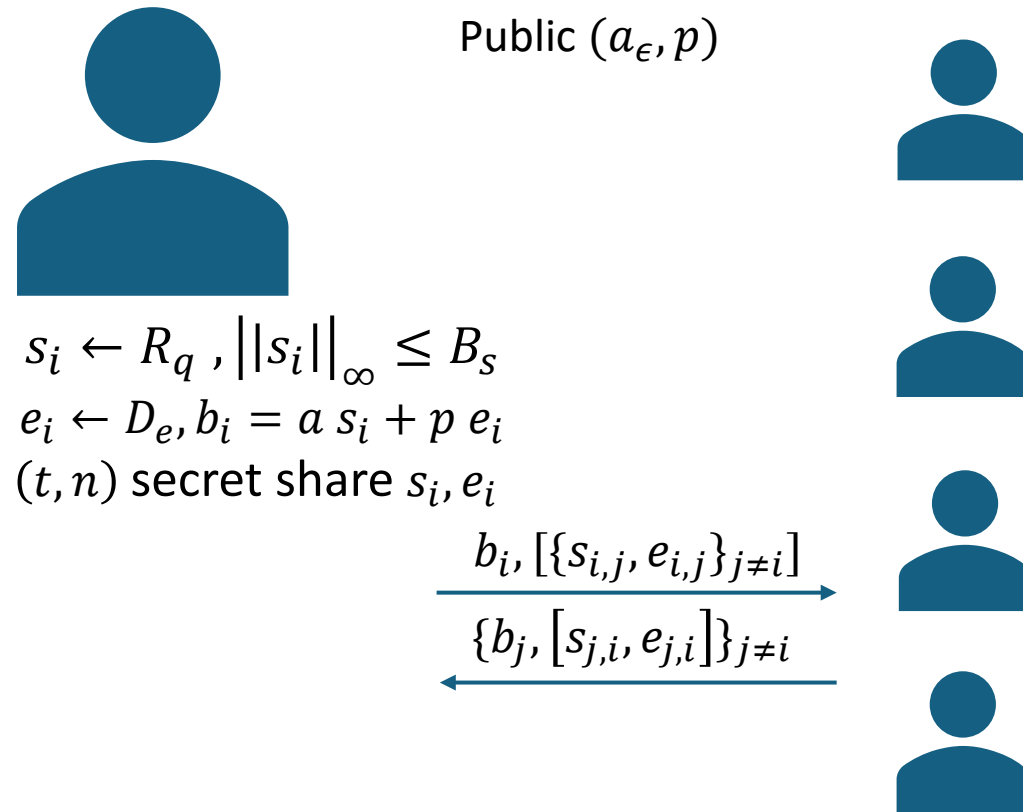 Public (a_ϵ, p)
s_i ← R_q , ||s_i||_∞ ≤ B_s
e_i ← D_e, b_i = a s_i + p e_i
(t, n) secret share s_i, e_i
b_i, [{s_{i,j}, e_{i,j}}_{j≠i}]
{b_j, [s_{j,i}, e_{j,i}]}_{j≠i}